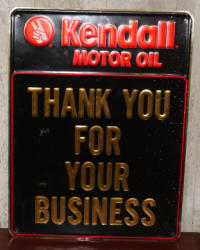 Kendall
MOTOR OIL
THANK YOU
FOR
YOUR
BUSINESS